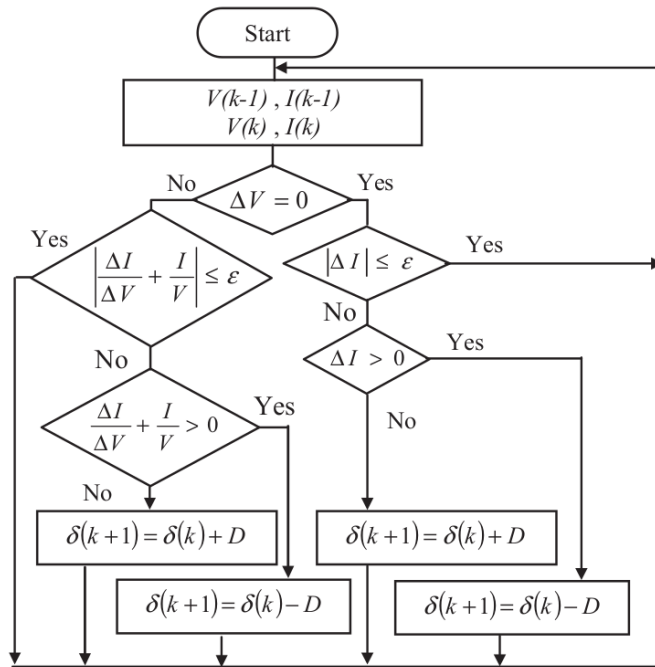 Start
V(k-1) , I(k-1)
V(k) , I(k)
No
Yes
ΔV = 0
Yes
|ΔI/ΔV + I/V| ≤ ε
|ΔI| ≤ ε
Yes
No
No
ΔI > 0
Yes
ΔI/ΔV + I/V > 0
Yes
No
No
δ(k+1) = δ(k) + D
δ(k+1) = δ(k) + D
δ(k+1) = δ(k) − D
δ(k+1) = δ(k) − D